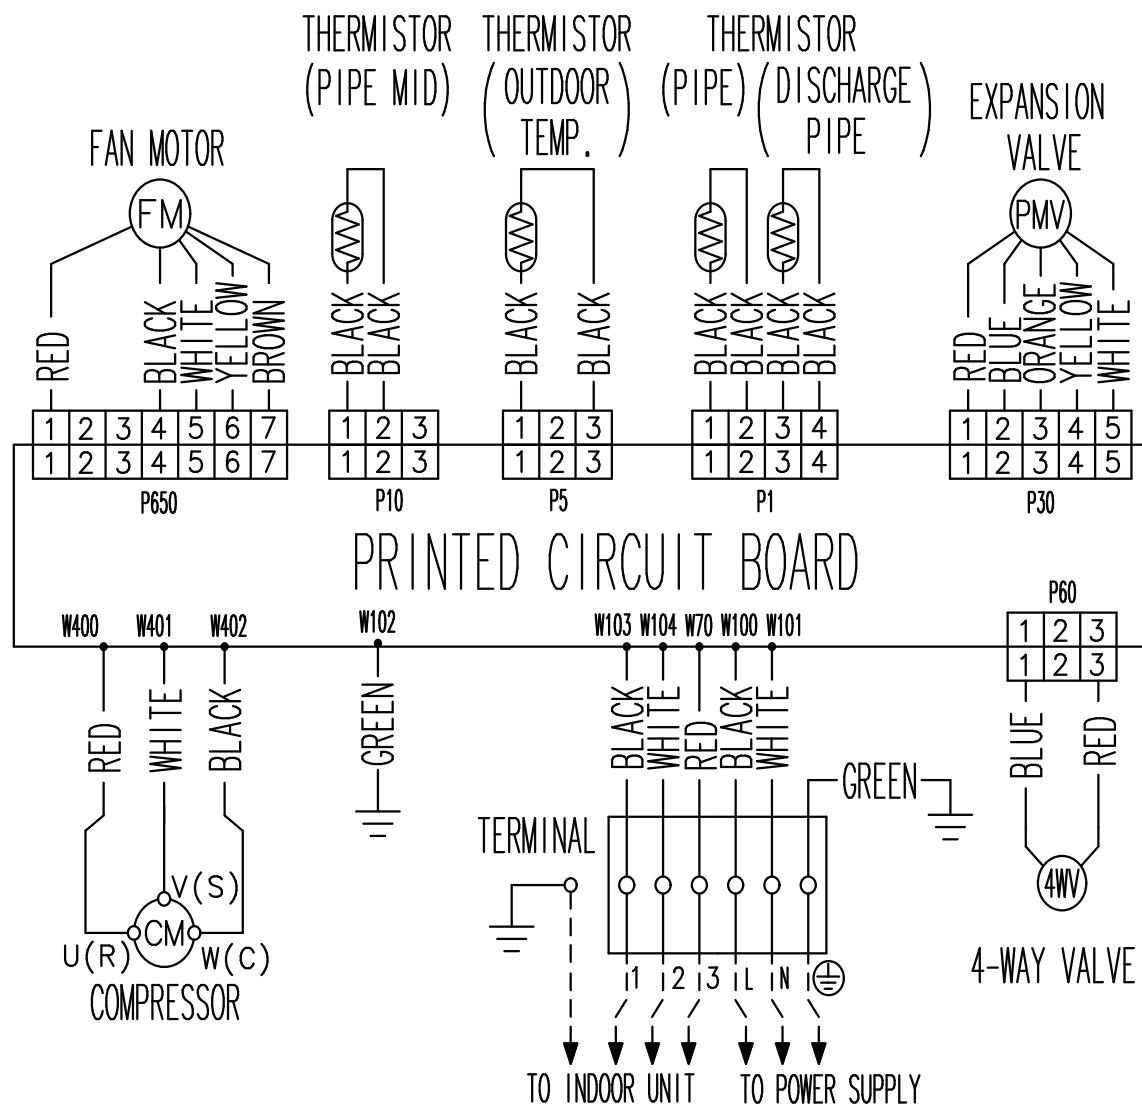 THERMISTOR THERMISTOR THERMISTOR
(PIPE MID) (OUTDOOR TEMP.) (PIPE) (DISCHARGE PIPE)
EXPANSION
VALVE
FAN MOTOR
FM
PMV
RED BLACK WHITE YELLOW BROWN
BLACK BLACK
BLACK BLACK
BLACK BLACK BLACK BLACK
RED BLUE ORANGE YELLOW WHITE
1 2 3 4 5 6 7 1 2 3 1 2 3 1 2 3 4 1 2 3 4 5
1 2 3 4 5 6 7 1 2 3 1 2 3 1 2 3 4 1 2 3 4 5
P650 P10 P5 P1 P30
PRINTED CIRCUIT BOARD
P60
W400 W401 W402 W102 W103 W104 W70 W100 W101
1 2 3
1 2 3
RED WHITE BLACK GREEN BLACK WHITE RED BLACK WHITE BLUE RED
GREEN
TERMINAL
4WV
V(S)
CM
U(R) W(C)
COMPRESSOR
4-WAY VALVE
1 2 3 L N
TO INDOOR UNIT TO POWER SUPPLY